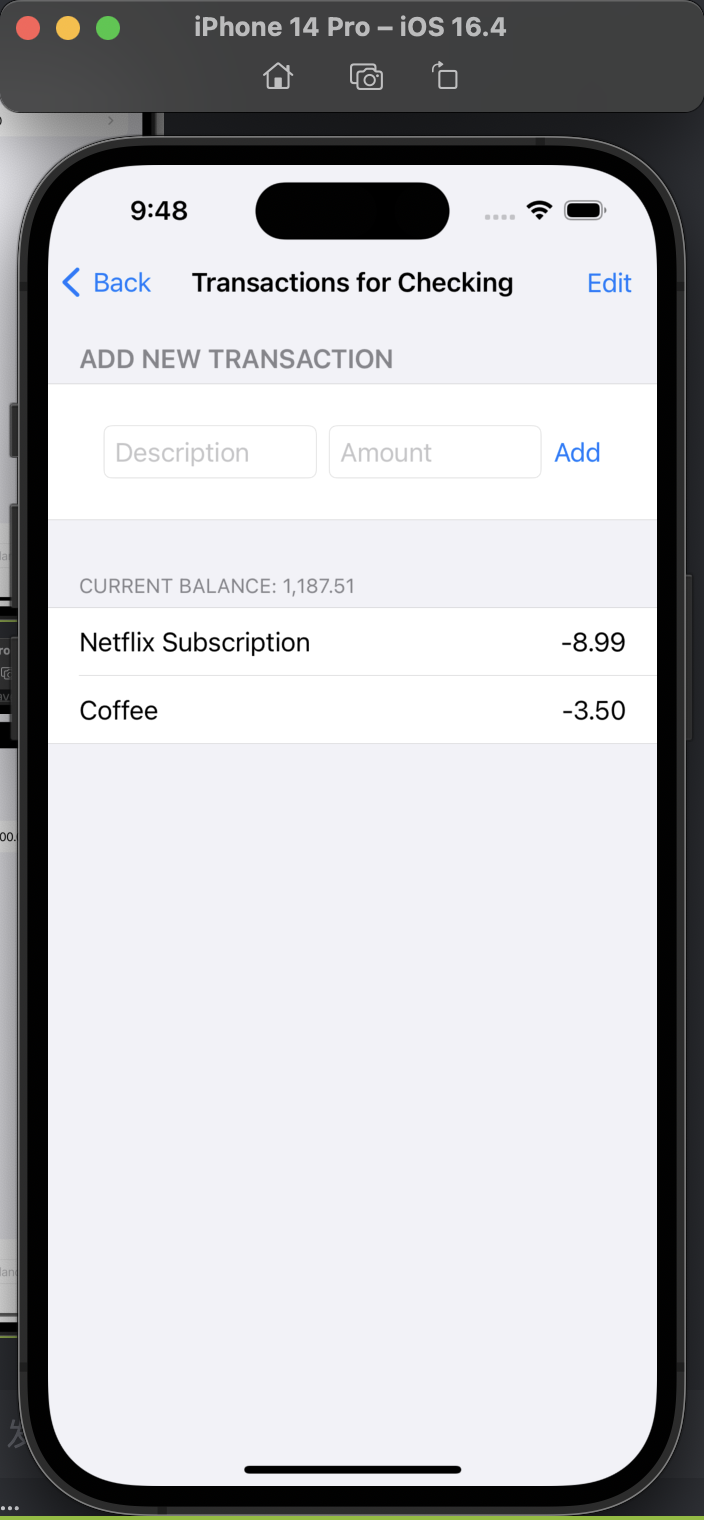 iPhone 14 Pro – iOS 16.4
9:48
Back Transactions for Checking Edit
ADD NEW TRANSACTION
Description Amount Add
CURRENT BALANCE: 1,187.51
Netflix Subscription -8.99
Coffee -3.50